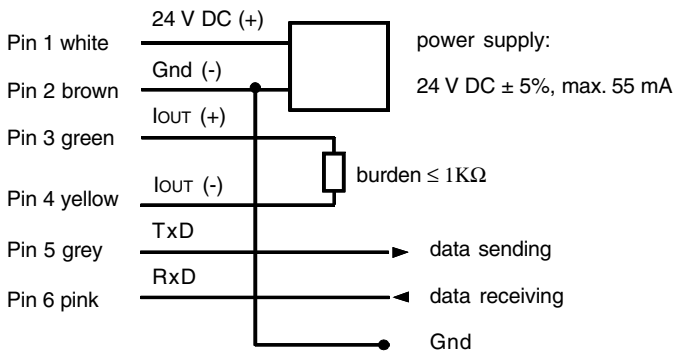 24 V DC (+)
Pin 1 white
power supply:
Gnd (-)
Pin 2 brown
24 V DC ± 5%, max. 55 mA
IOUT (+)
Pin 3 green
burden ≤ 1KΩ
IOUT (-)
Pin 4 yellow
TxD
Pin 5 grey
data sending
RxD
Pin 6 pink
data receiving
Gnd